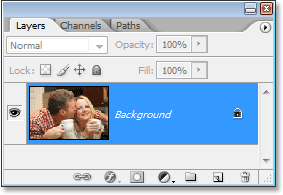 Layers Channels Paths
Normal Opacity: 100%
Lock: Fill: 100%
Background